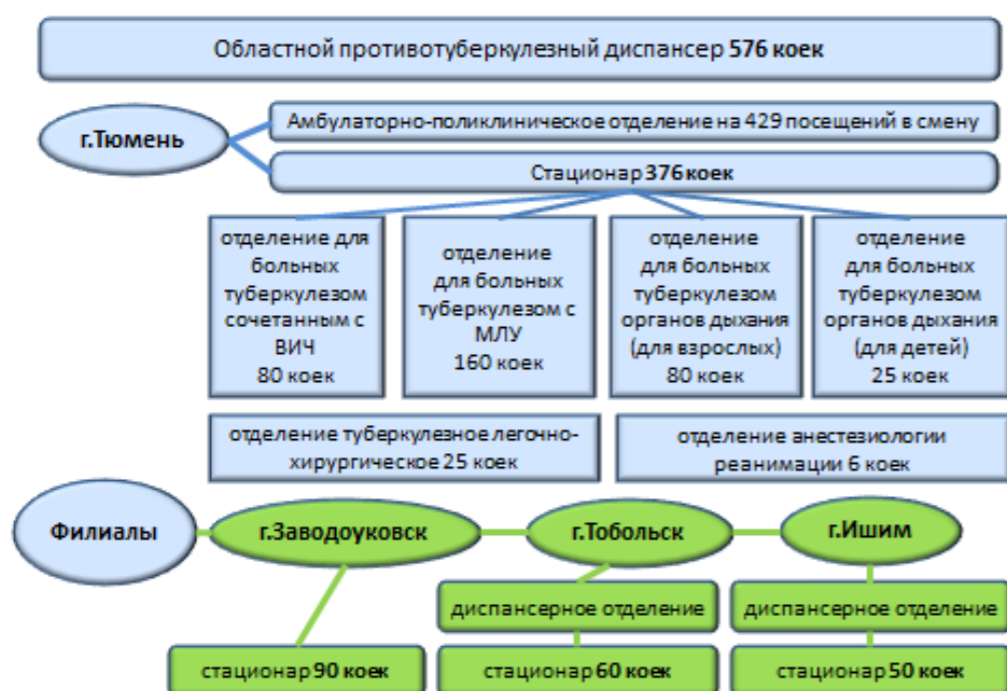 Областной противотуберкулезный диспансер 576 коек
г.Тюмень
Амбулаторно-поликлиническое отделение на 429 посещений в смену
Стационар 376 коек
отделение для
больных
туберкулезом
сочетанным с
ВИЧ
80 коек
отделение
для больных
туберкулезом с
МЛУ
160 коек
отделение
для больных
туберкулезом
органов дыхания
(для взрослых)
80 коек
отделение
для больных
туберкулезом
органов дыхания
(для детей)
25 коек
отделение туберкулезное легочно-
хирургическое 25 коек
отделение анестезиологии
реанимации 6 коек
Филиалы
г.Заводоуковск
г.Тобольск
г.Ишим
диспансерное отделение
диспансерное отделение
стационар 90 коек
стационар 60 коек
стационар 50 коек